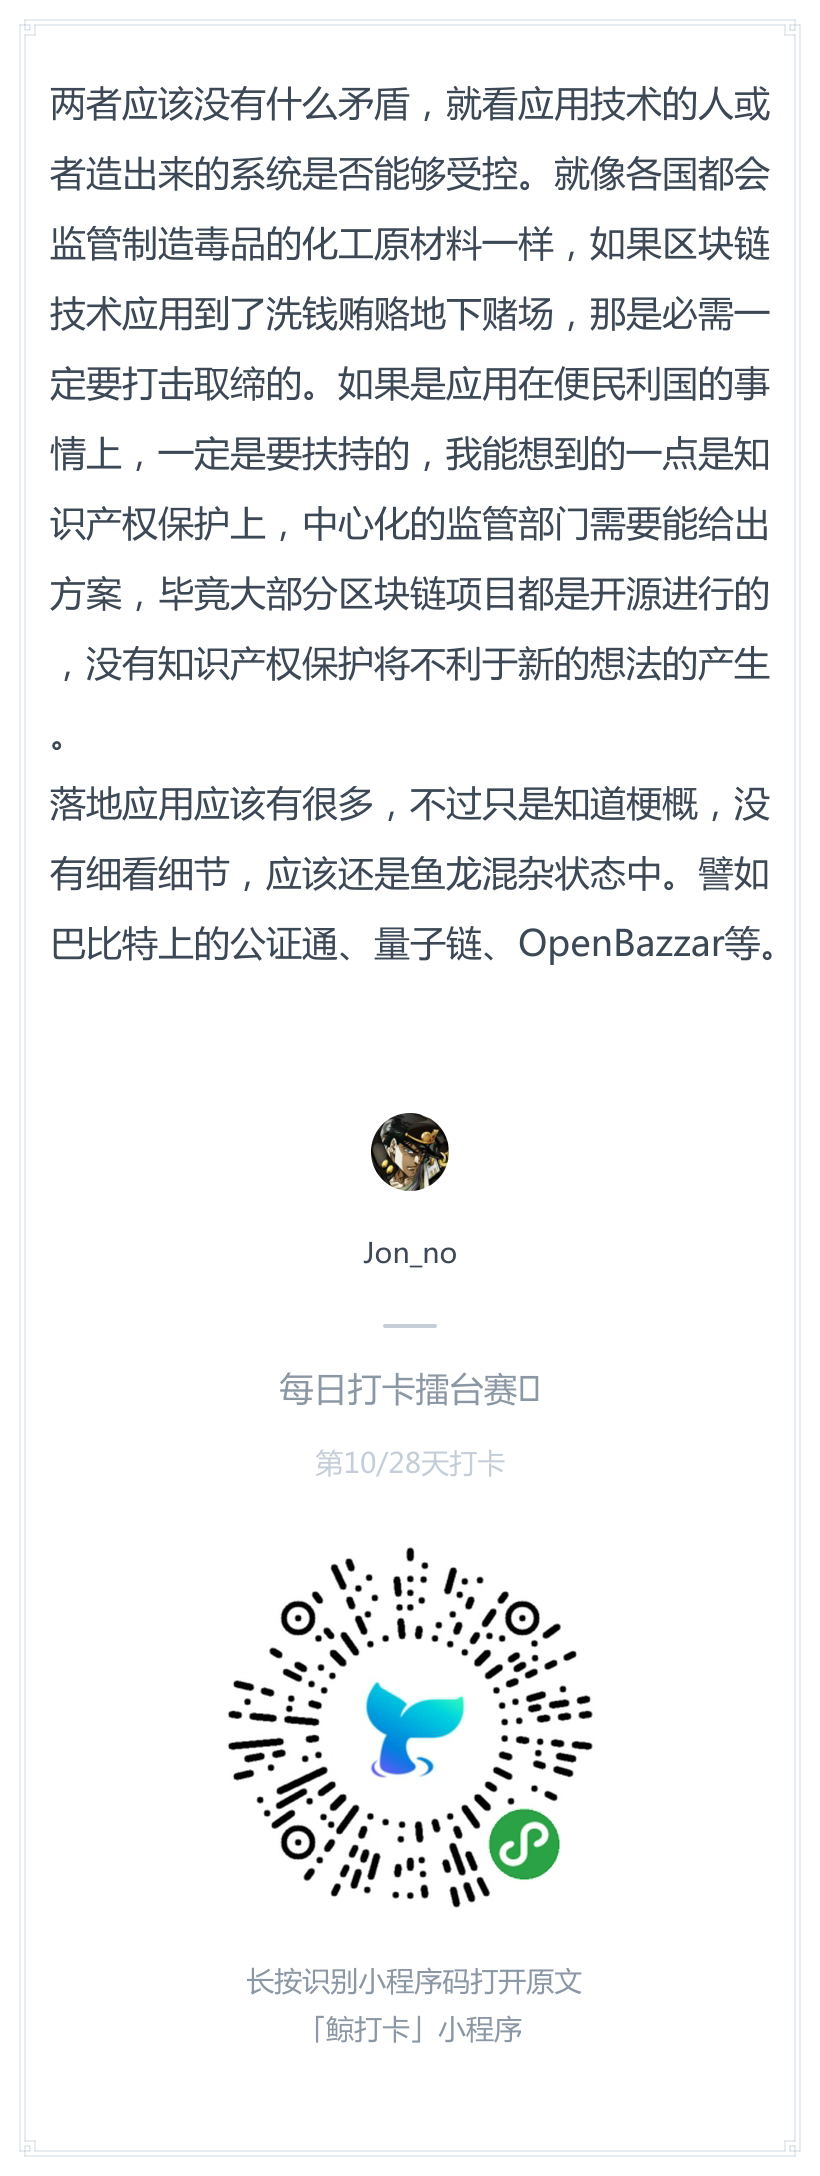 两者应该没有什么矛盾，就看应用技术的人或
者造出来的系统是否能够受控。就像各国都会
监管制造毒品的化工原材料一样，如果区块链
技术应用到了洗钱贿赂地下赌场，那是必需一
定要打击取缔的。如果是应用在便民利国的事
情上，一定是要扶持的，我能想到的一点是知
识产权保护上，中心化的监管部门需要能给出
方案，毕竟大部分区块链项目都是开源进行的
，没有知识产权保护将不利于新的想法的产生
。
落地应用应该有很多，不过只是知道梗概，没
有细看细节，应该还是鱼龙混杂状态中。譬如
巴比特上的公证通、量子链、OpenBazzar等。
Jon_no
每日打卡擂台赛
第10/28天打卡
长按识别小程序码打开原文
「鲸打卡」小程序